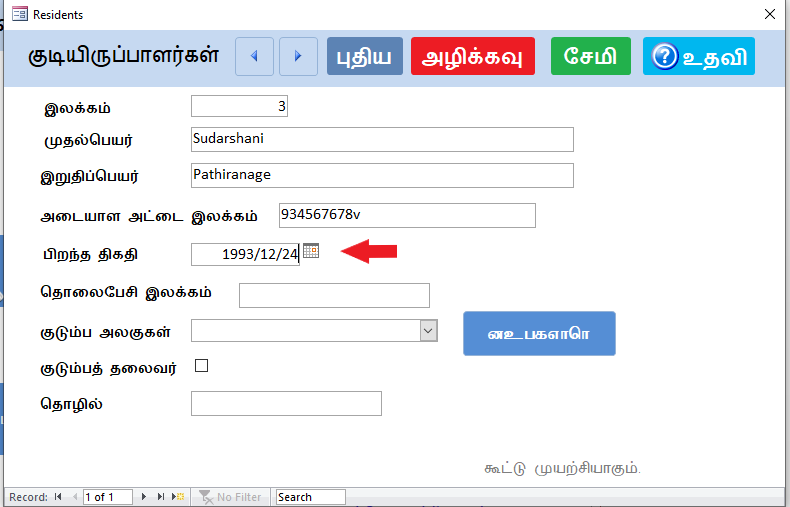 Residents
குடியிருப்பாளர்கள்
புதிய
அழிக்கவு
சேமி
? உதவி
இலக்கம்
3
முதல்பெயர்
Sudarshani
இறுதிப்பெயர்
Pathiranage
அடையாள அட்டை இலக்கம்
934567678v
பிறந்த திகதி
1993/12/24
தொலைபேசி இலக்கம்
குடும்ப அலகுகள்
குடும்பத் தலைவர்
தொழில்
கூட்டு முயற்சியாகும்.
Record:
1 of 1
No Filter
Search